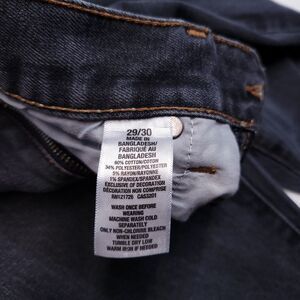 29/30
MADE IN
BANGLADESH/
FABRIQUÉ AU
BANGLADESH
60% COTTON/COTON
34% POLYESTER/POLYESTER
5% RAYON/RAYONNE
1% SPANDEX/SPANDEX
EXCLUSIVE OF DECORATION
DÉCORATION NON COMPRISE
RN121726 CA53201
WASH ONCE BEFORE
WEARING
MACHINE WASH COLD
SEPARATELY
ONLY NON-CHLORINE BLEACH
WHEN NEEDED
TUMBLE DRY LOW
WARM IRON IF NEEDED